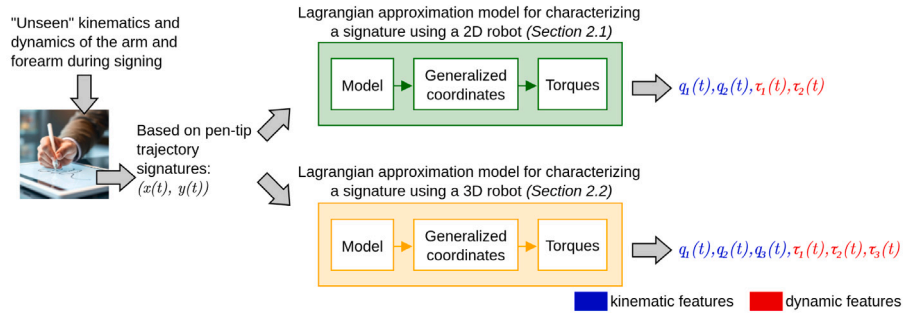 "Unseen" kinematics and
dynamics of the arm and
forearm during signing
Based on pen-tip
trajectory
signatures:
(x(t), y(t))
Lagrangian approximation model for characterizing
a signature using a 2D robot (Section 2.1)
Model
Generalized
coordinates
Torques
q₁(t),q₂(t),τ₁(t),τ₂(t)
Lagrangian approximation model for characterizing
a signature using a 3D robot (Section 2.2)
Model
Generalized
coordinates
Torques
q₁(t),q₂(t),q₃(t),τ₁(t),τ₂(t),τ₃(t)
kinematic features
dynamic features